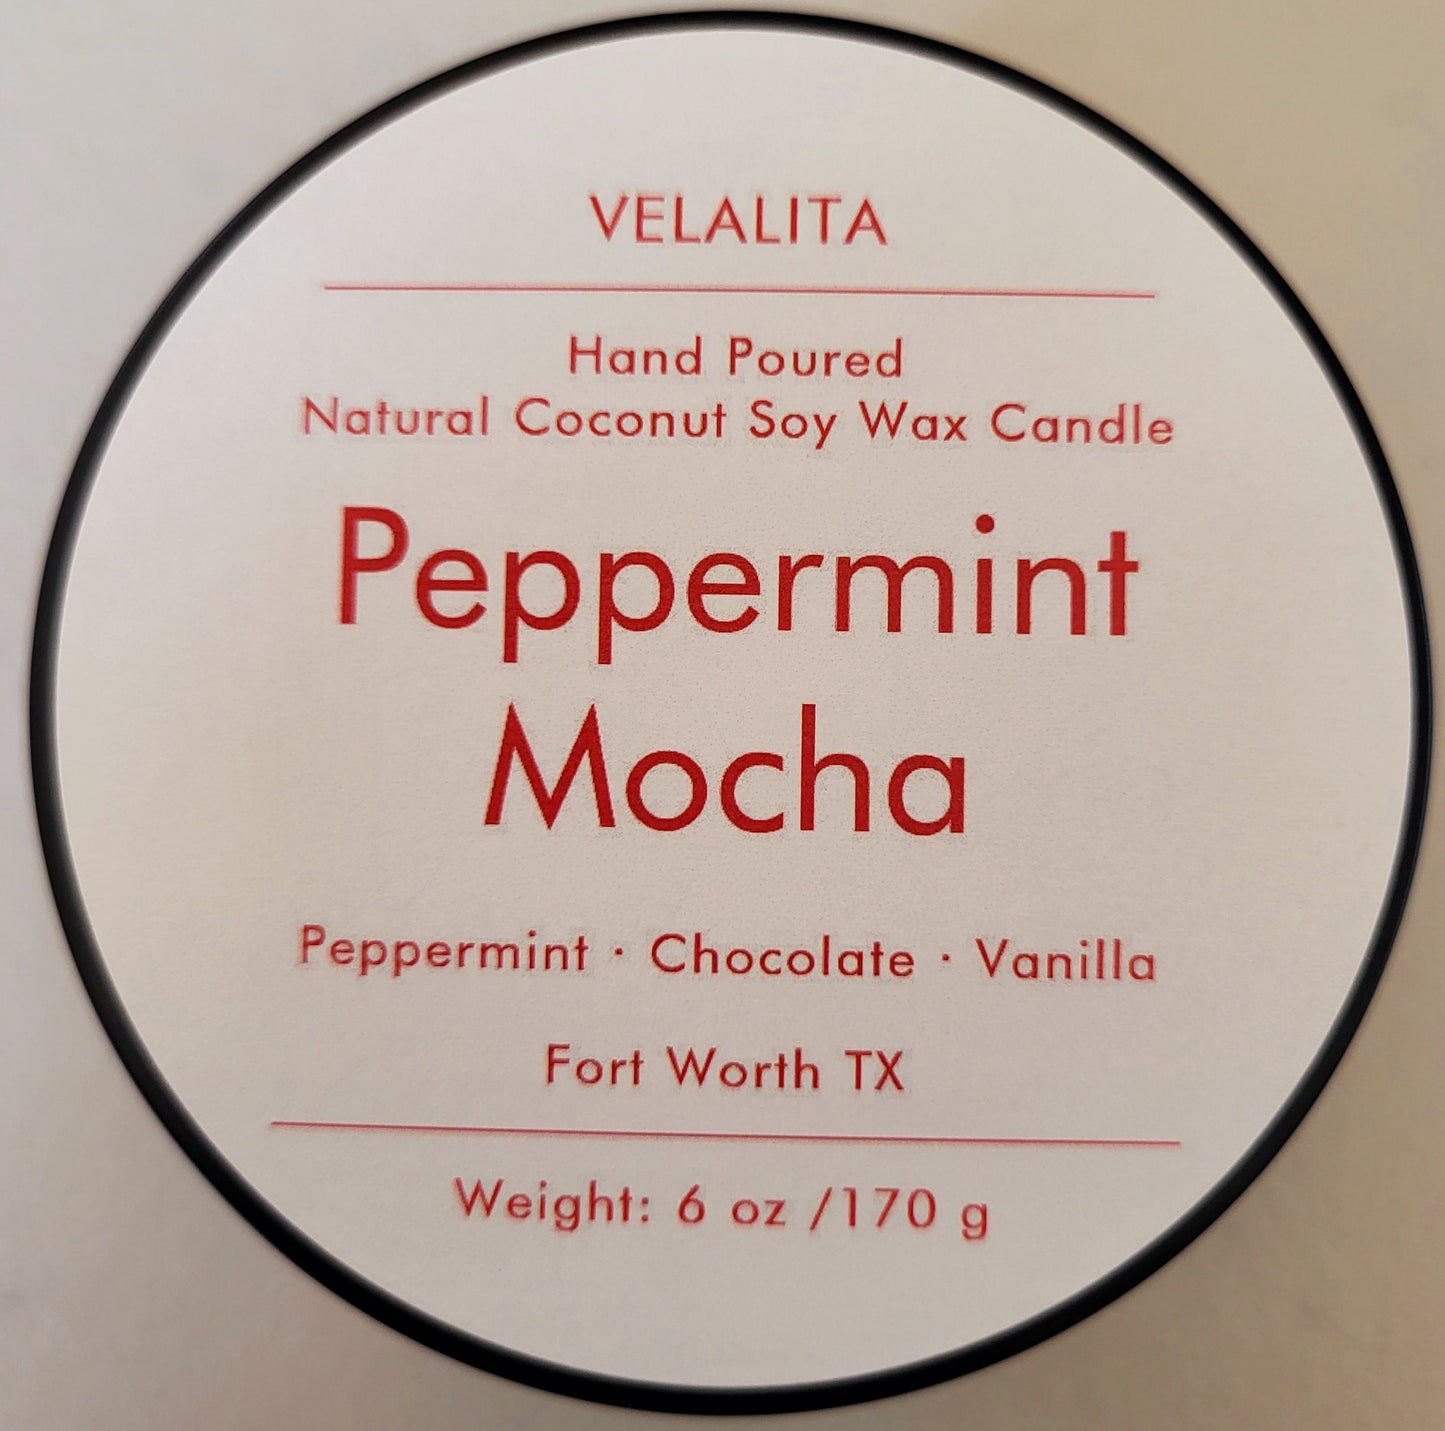 VELALITA
Hand Poured
Natural Coconut Soy Wax Candle
Peppermint
Mocha
Peppermint · Chocolate · Vanilla
Fort Worth TX
Weight: 6 oz /170 g